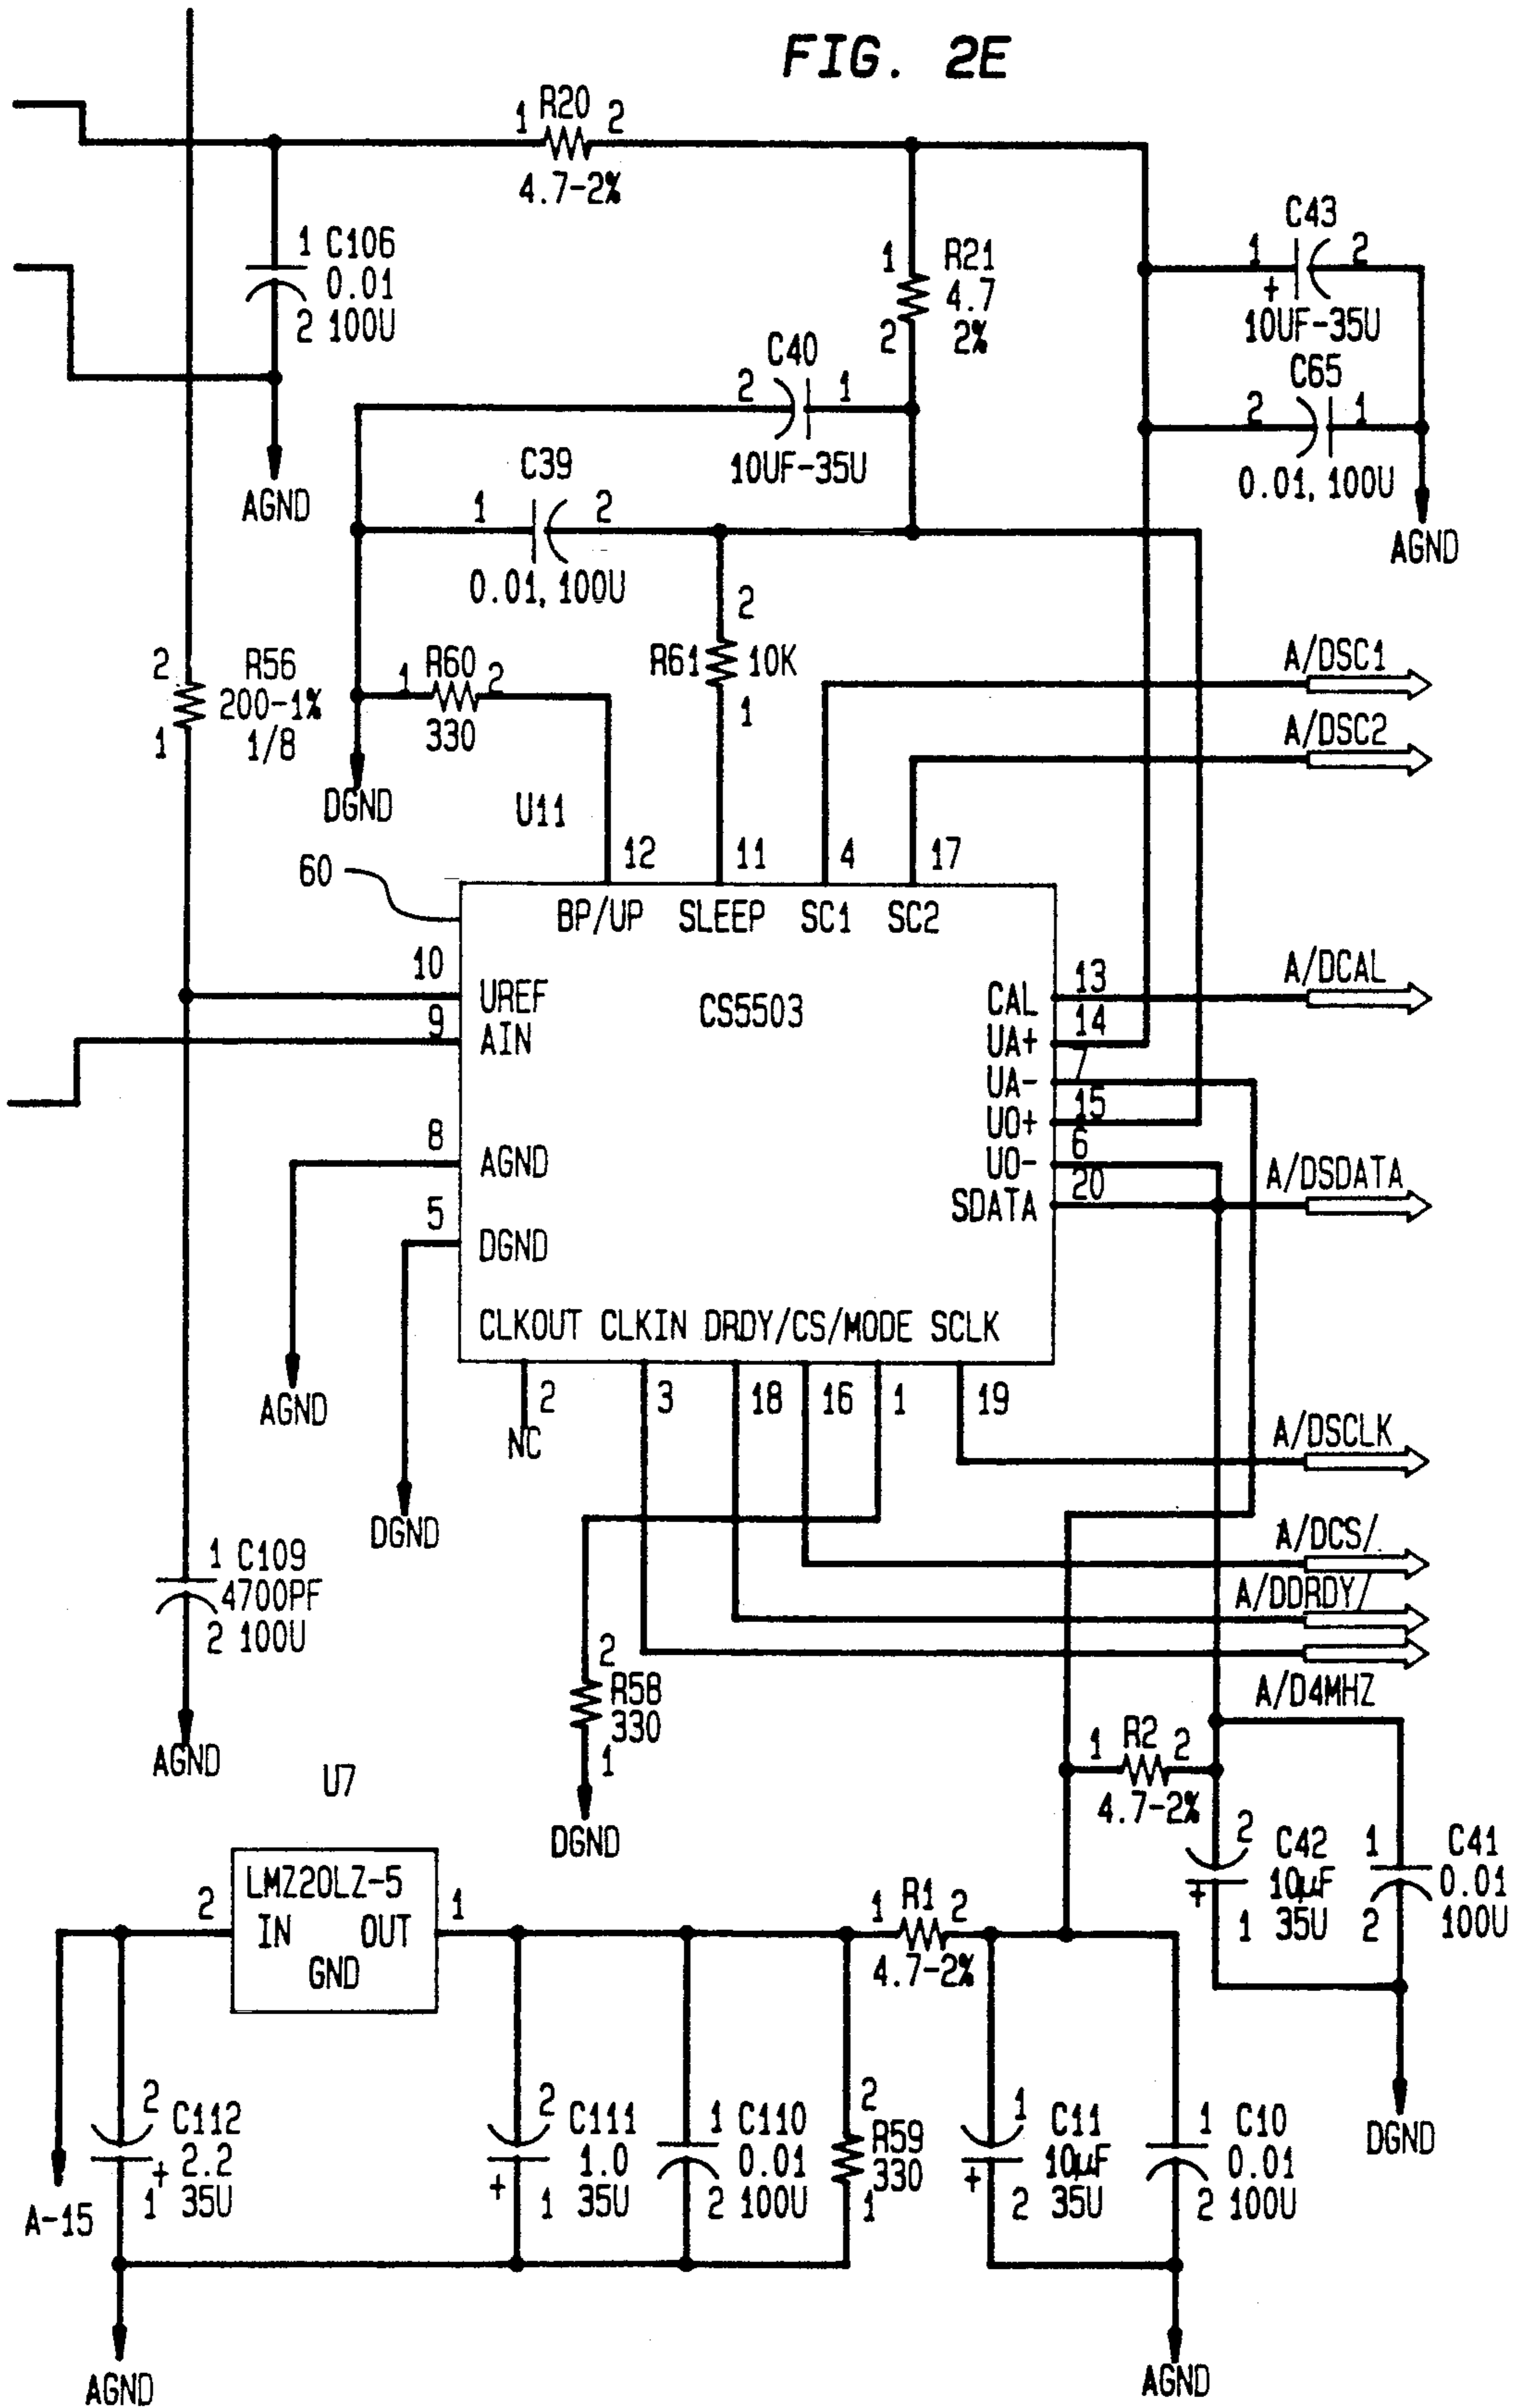 FIG. 2E
1 R20 2
4.7-2%
1 C106
0.01
2 100U
1 R21
4.7
2 2%
C43
1 2
+
10UF-35U
C65
2 1
0.01, 100U
AGND
C40
2 1
10UF-35U
AGND
C39
1 2
0.01, 100U
2
R61 10K
1
2 R56
200-1%
1 1/8
1 R60 2
330
DGND
A/DSC1
A/DSC2
U11
60
12 11 4 17
BP/UP SLEEP SC1 SC2
10 UREF
9 AIN
CS5503
CAL 13
A/DCAL
UA+ 14
UA- 7
UO+ 15
UO- 6
SDATA 20
A/DSDATA
8 AGND
5 DGND
CLKOUT CLKIN DRDY/CS/MODE SCLK
2 3 18 16 1 19
NC
AGND
DGND
A/DSCLK
A/DCS/
A/DDRDY/
A/D4MHZ
1 C109
4700PF
2 100U
AGND
2
R58
330
1
DGND
1 R2 2
4.7-2%
2 C42
10µF
+
1 35U
1 C41
0.01
2 100U
DGND
U7
LMZ20LZ-5
2 IN OUT 1
GND
1 R1 2
4.7-2%
A-15
2 C112
+ 2.2
1 35U
2 C111
1.0
+
1 35U
1 C110
0.01
2 100U
2
R59
330
1
1 C11
10µF
+
2 35U
1 C10
0.01
2 100U
AGND
AGND